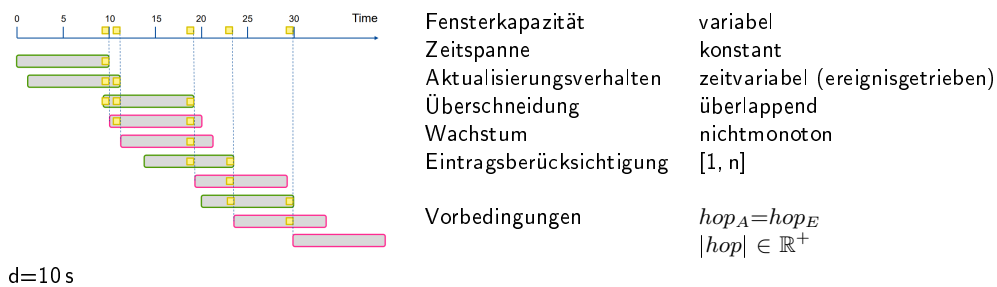 0 5 10 15 20 25 30 Time
Fensterkapazität variabel
Zeitspanne konstant
Aktualisierungsverhalten zeitvariabel (ereignisgetrieben)
Überschneidung überlappend
Wachstum nichtmonoton
Eintragsberücksichtigung [1, n]
Vorbedingungen hop_A=hop_E
|hop| ∈ ℝ⁺
d=10 s